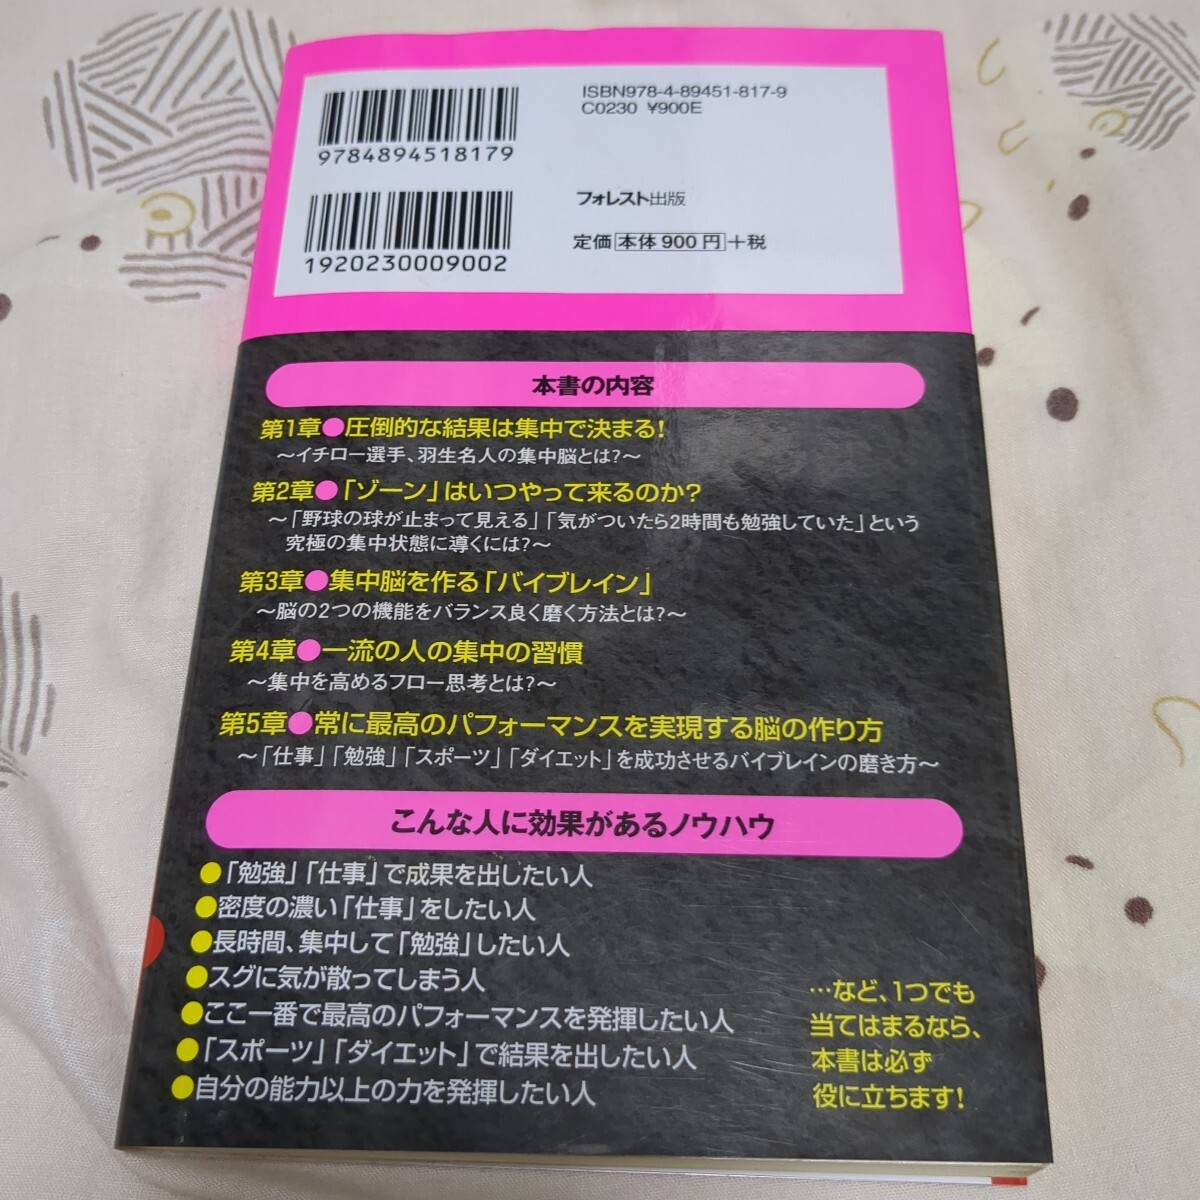 ISBN978-4-89451-817-9
C0230 ¥900E
9784894518179
フォレスト出版
定価 本体 900 円 +税
1920230009002
本書の内容
第1章●圧倒的な結果は集中で決まる!
〜イチロー選手、羽生名人の集中脳とは?〜
第2章●「ゾーン」はいつやって来るのか?
〜「野球の球が止まって見える」「気がついたら2時間も勉強していた」という
究極の集中状態に導くには?〜
第3章●集中脳を作る「バイブレイン」
〜脳の2つの機能をバランス良く磨く方法とは?〜
第4章●一流の人の集中の習慣
〜集中を高めるフロー思考とは?〜
第5章●常に最高のパフォーマンスを実現する脳の作り方
〜「仕事」「勉強」「スポーツ」「ダイエット」を成功させるバイブレインの磨き方〜
こんな人に効果があるノウハウ
●「勉強」「仕事」で成果を出したい人
●密度の濃い「仕事」をしたい人
●長時間、集中して「勉強」したい人
●スグに気が散ってしまう人
●ここ一番で最高のパフォーマンスを発揮したい人
●「スポーツ」「ダイエット」で結果を出したい人
●自分の能力以上の力を発揮したい人
…など、1つでも
当てはまるなら、
本書は必ず
役に立ちます!